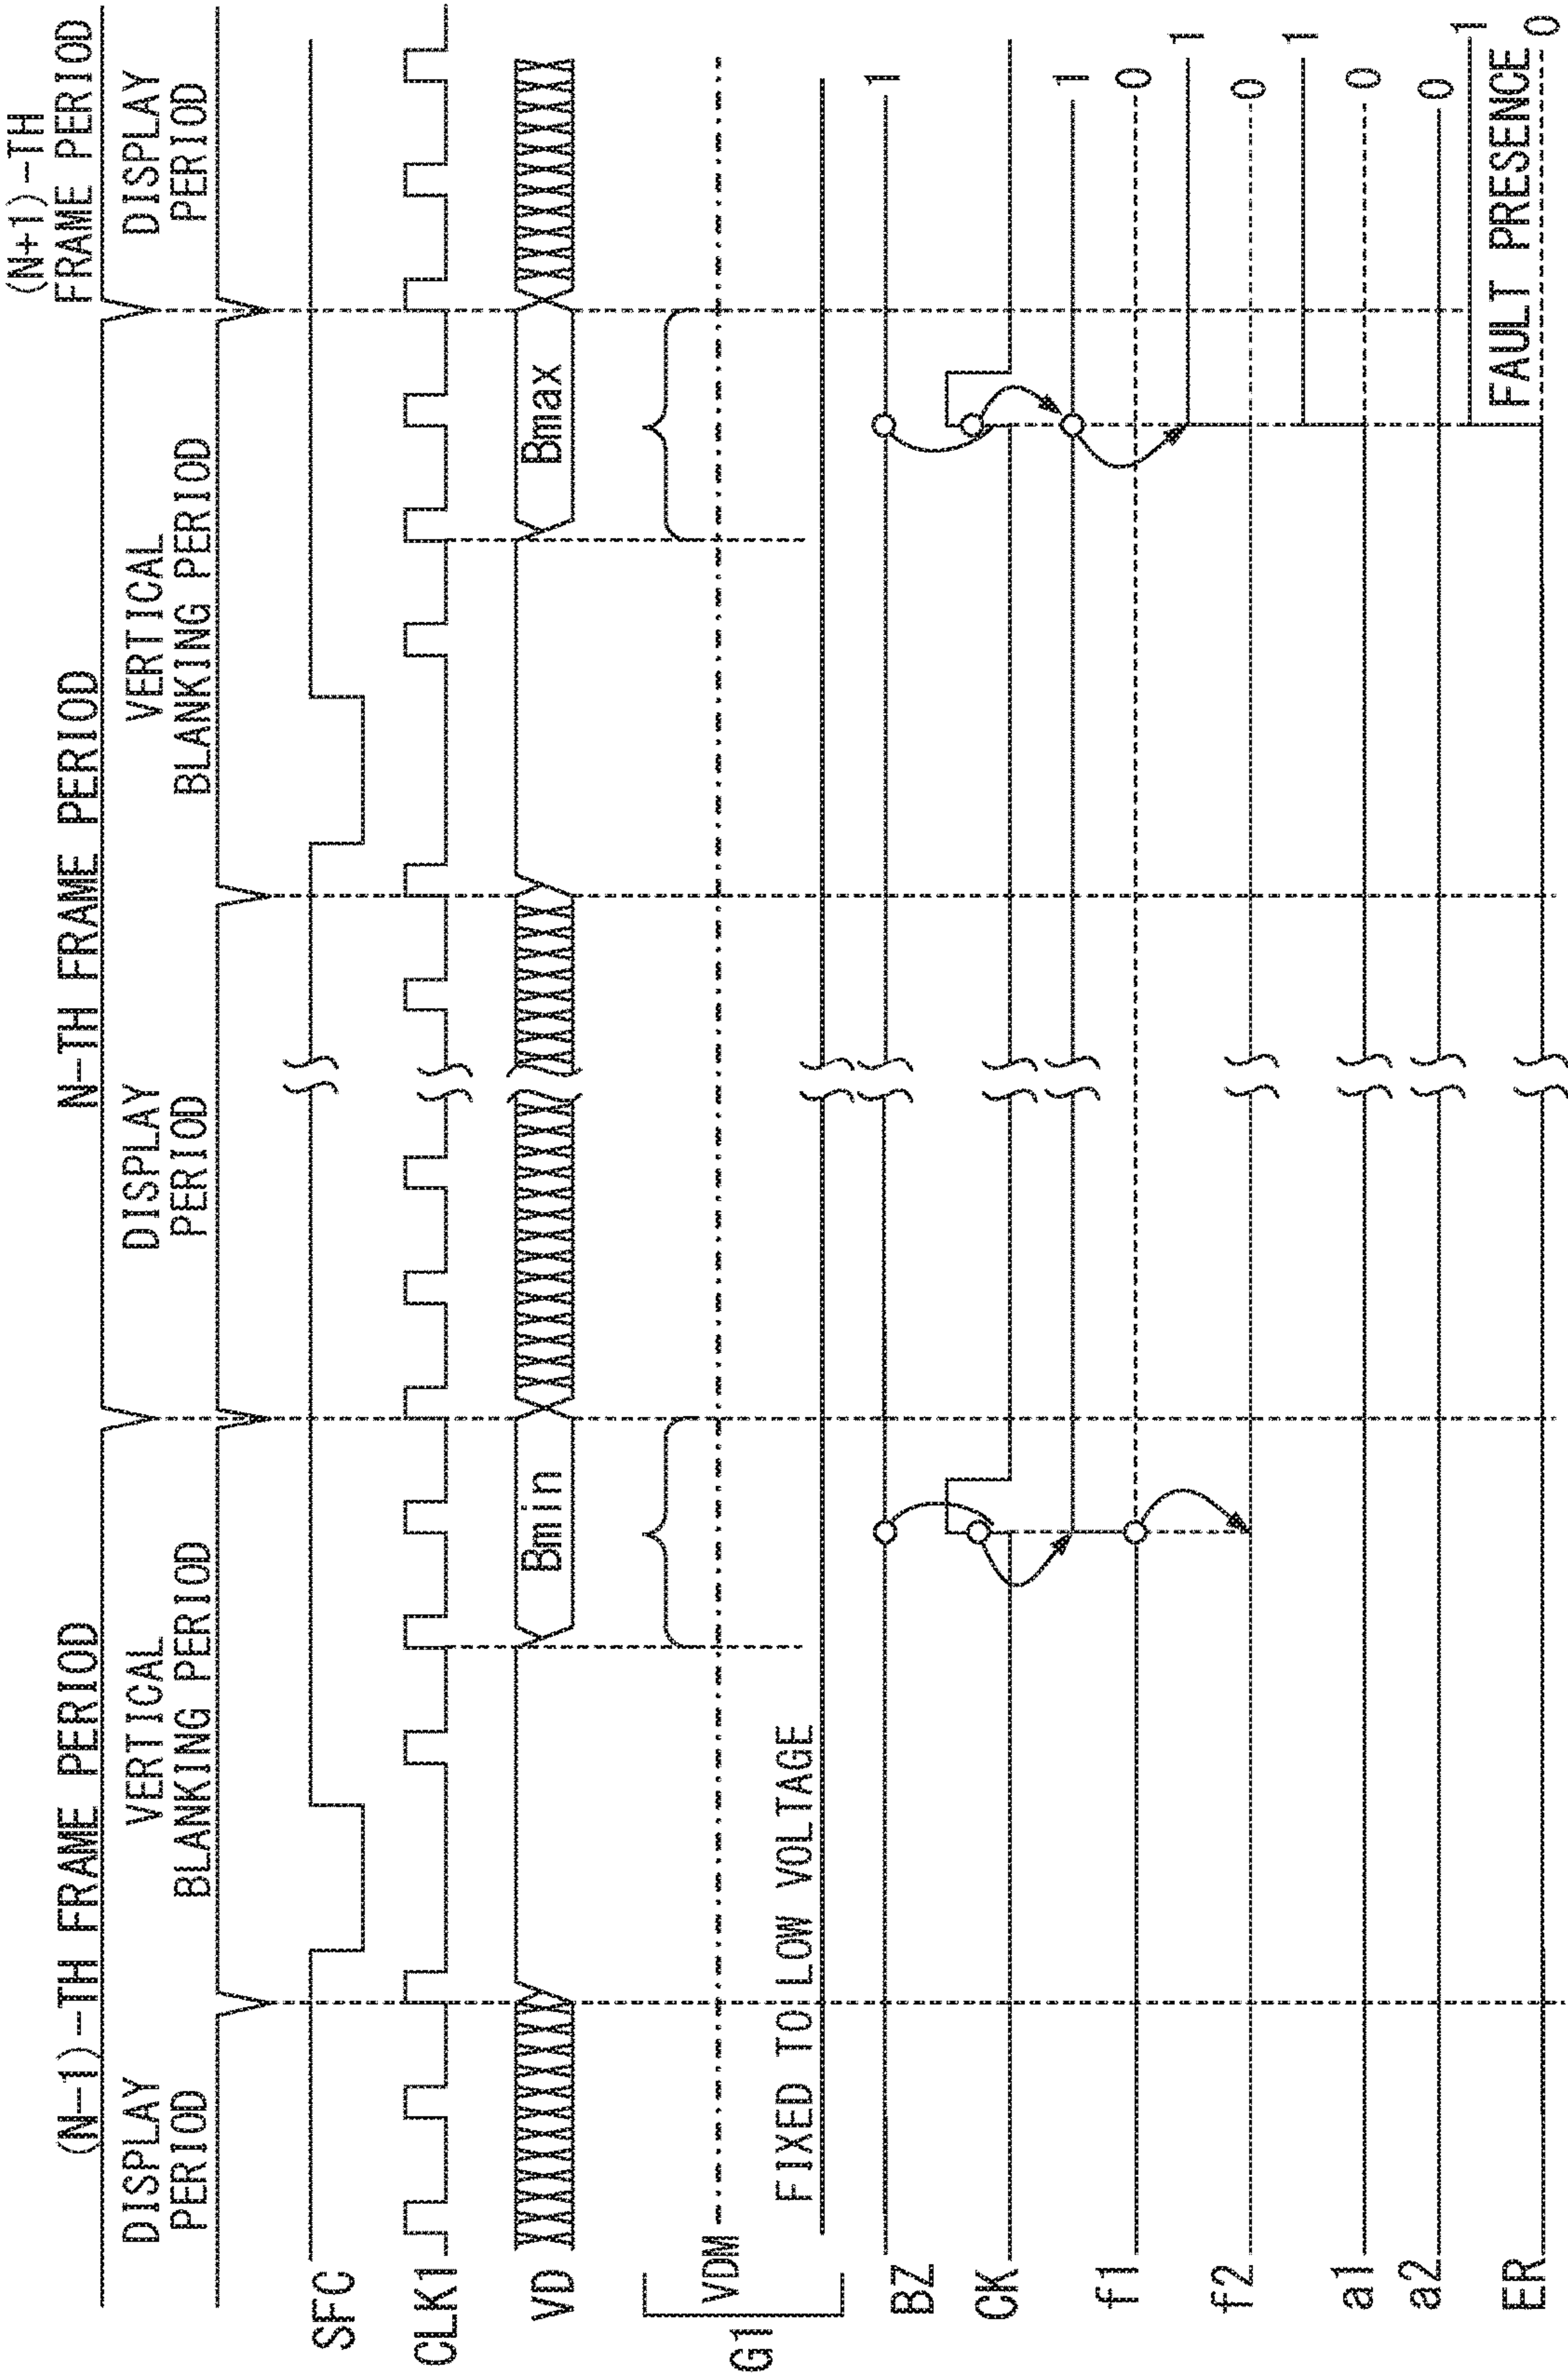 (N-1)-TH FRAME PERIOD
N-TH FRAME PERIOD
(N+1)-TH
FRAME PERIOD
DISPLAY
PERIOD
VERTICAL
BLANKING PERIOD
DISPLAY
PERIOD
VERTICAL
BLANKING PERIOD
DISPLAY
PERIOD
SFC
CLK1
VD
Bmin
Bmax
G1
VDM
FIXED TO LOW VOLTAGE
BZ
1
CK
f1
1
0
f2
1
0
a1
1
0
a2
0
ER
1
FAULT PRESENCE
0